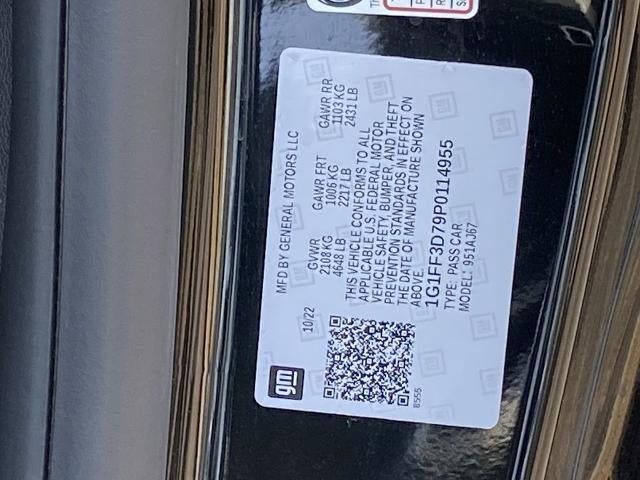 gm
10/22
MFD BY GENERAL MOTORS LLC
GVWR GAWR FRT GAWR RR
2108 KG 1006 KG 1103 KG
4648 LB 2217 LB 2431 LB
THIS VEHICLE CONFORMS TO ALL
APPLICABLE U.S. FEDERAL MOTOR
VEHICLE SAFETY, BUMPER, AND THEFT
PREVENTION STANDARDS IN EFFECT ON
THE DATE OF MANUFACTURE SHOWN
ABOVE.
1G1FF3D79P0114955
TYPE: PASS CAR
MODEL: 951AJ67